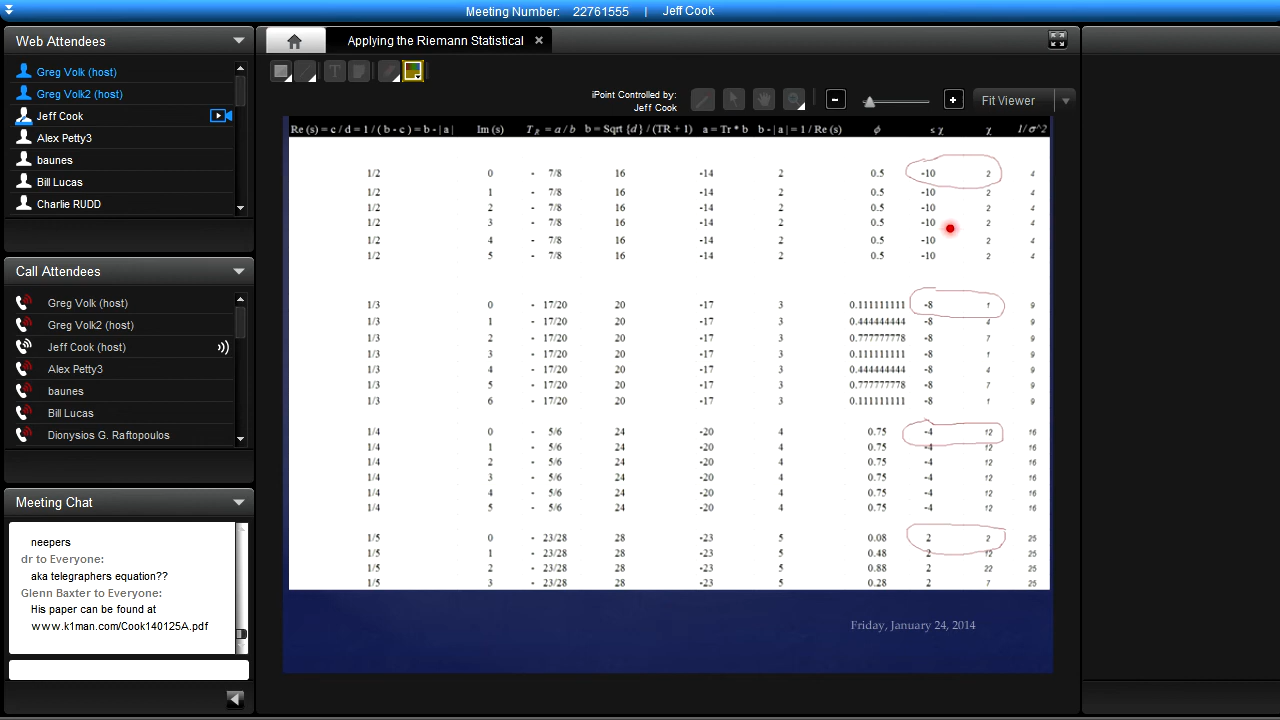 Meeting Number: 22761555 | Jeff Cook
Web Attendees
Greg Volk (host)
Greg Volk2 (host)
Jeff Cook
Alex Petty3
baunes
Bill Lucas
Charlie RUDD
Call Attendees
Greg Volk (host)
Greg Volk2 (host)
Jeff Cook (host)
Alex Petty3
baunes
Bill Lucas
Dionysios G. Raftopoulos
Meeting Chat
neepers
dr to Everyone:
aka telegraphers equation??
Glenn Baxter to Everyone:
His paper can be found at
www.k1man.com/Cook140125A.pdf
Applying the Riemann Statistical
iPoint Controlled by:
Jeff Cook
Fit Viewer
Re (s) = c / d = 1 / ( b - c ) = b - | a | Im (s) T R = a / b b = Sqrt {d} / (TR + 1) a = Tr * b b - | a | = 1 / Re (s) ϕ ≤ χ χ 1/ σ^2
1/2 0 - 7/8 16 -14 2 0.5 -10 2 4
1/2 1 - 7/8 16 -14 2 0.5 -10 2 4
1/2 2 - 7/8 16 -14 2 0.5 -10 2 4
1/2 3 - 7/8 16 -14 2 0.5 -10 2 4
1/2 4 - 7/8 16 -14 2 0.5 -10 2 4
1/2 5 - 7/8 16 -14 2 0.5 -10 2 4
1/3 0 - 17/20 20 -17 3 0.111111111 -8 1 9
1/3 1 - 17/20 20 -17 3 0.444444444 -8 4 9
1/3 2 - 17/20 20 -17 3 0.777777778 -8 7 9
1/3 3 - 17/20 20 -17 3 0.111111111 -8 1 9
1/3 4 - 17/20 20 -17 3 0.444444444 -8 4 9
1/3 5 - 17/20 20 -17 3 0.777777778 -8 7 9
1/3 6 - 17/20 20 -17 3 0.111111111 -8 1 9
1/4 0 - 5/6 24 -20 4 0.75 -4 12 16
1/4 1 - 5/6 24 -20 4 0.75 -4 12 16
1/4 2 - 5/6 24 -20 4 0.75 -4 12 16
1/4 3 - 5/6 24 -20 4 0.75 -4 12 16
1/4 4 - 5/6 24 -20 4 0.75 -4 12 16
1/4 5 - 5/6 24 -20 4 0.75 -4 12 16
1/5 0 - 23/28 28 -23 5 0.08 2 2 25
1/5 1 - 23/28 28 -23 5 0.48 2 12 25
1/5 2 - 23/28 28 -23 5 0.88 2 22 25
1/5 3 - 23/28 28 -23 5 0.28 2 7 25
Friday, January 24, 2014